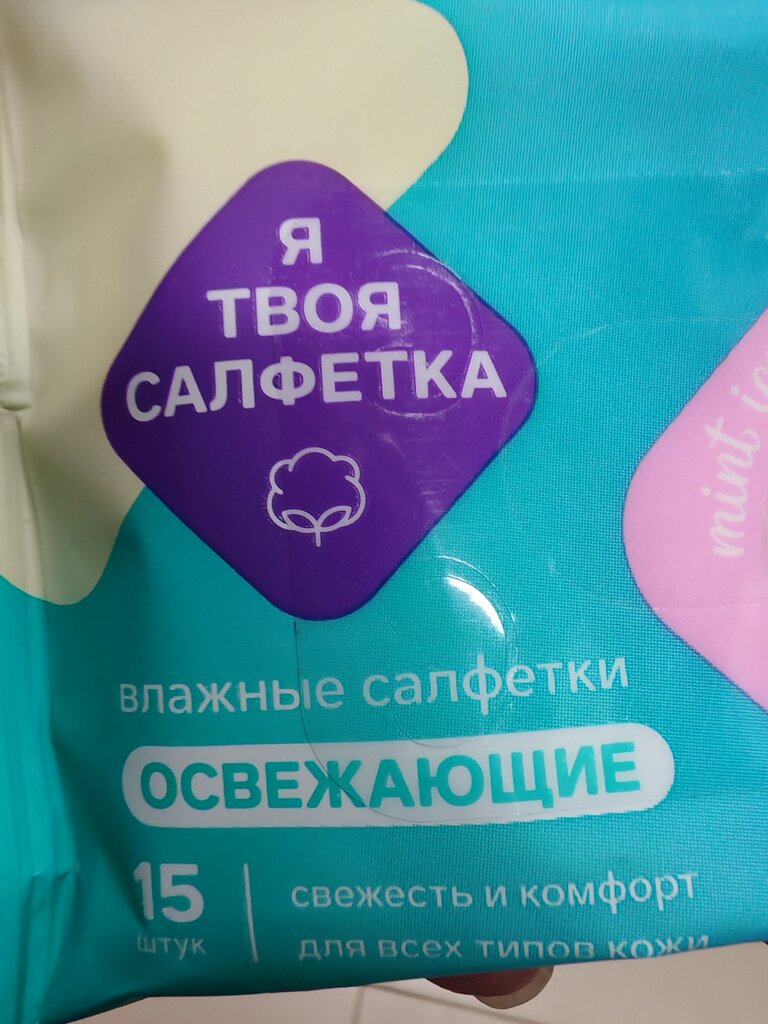 Я
ТВОЯ
САЛФЕТКА
mint
влажные салфетки
ОСВЕЖАЮЩИЕ
15
штук
свежесть и комфорт
для всех типов кожи